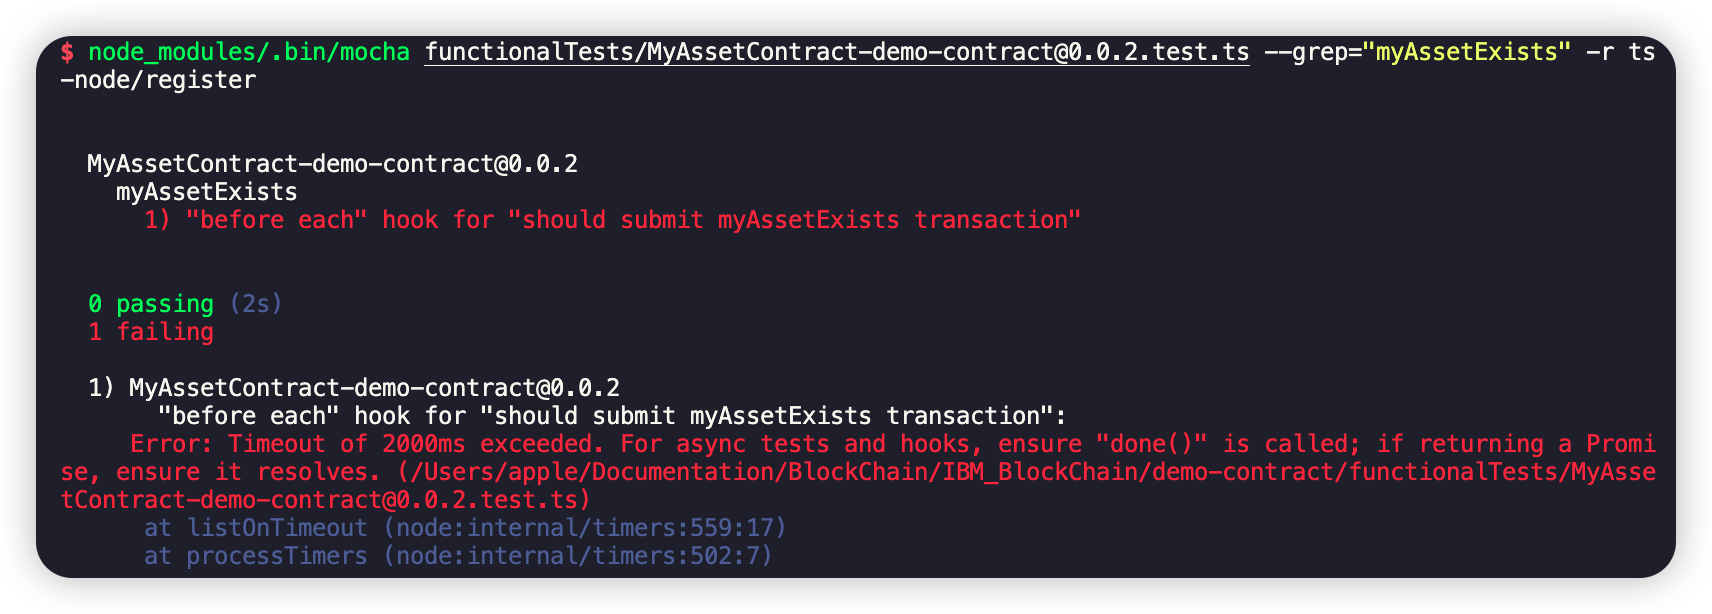 $ node_modules/.bin/mocha functionalTests/MyAssetContract-demo-contract@0.0.2.test.ts --grep="myAssetExists" -r ts
-node/register
MyAssetContract-demo-contract@0.0.2
myAssetExists
1) "before each" hook for "should submit myAssetExists transaction"
0 passing (2s)
1 failing
1) MyAssetContract-demo-contract@0.0.2
"before each" hook for "should submit myAssetExists transaction":
Error: Timeout of 2000ms exceeded. For async tests and hooks, ensure "done()" is called; if returning a Promi
se, ensure it resolves. (/Users/apple/Documentation/BlockChain/IBM_BlockChain/demo-contract/functionalTests/MyAsse
tContract-demo-contract@0.0.2.test.ts)
at listOnTimeout (node:internal/timers:559:17)
at processTimers (node:internal/timers:502:7)